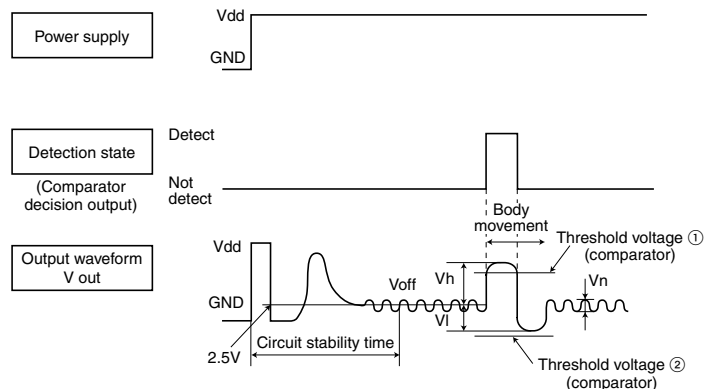 Power supply
Vdd
GND
Detection state
(Comparator
decision output)
Detect
Not
detect
Body
movement
Output waveform
V out
Vdd
GND
2.5V
Circuit stability time
Voff
Vh
Vl
Threshold voltage ①
(comparator)
Vn
Threshold voltage ②
(comparator)